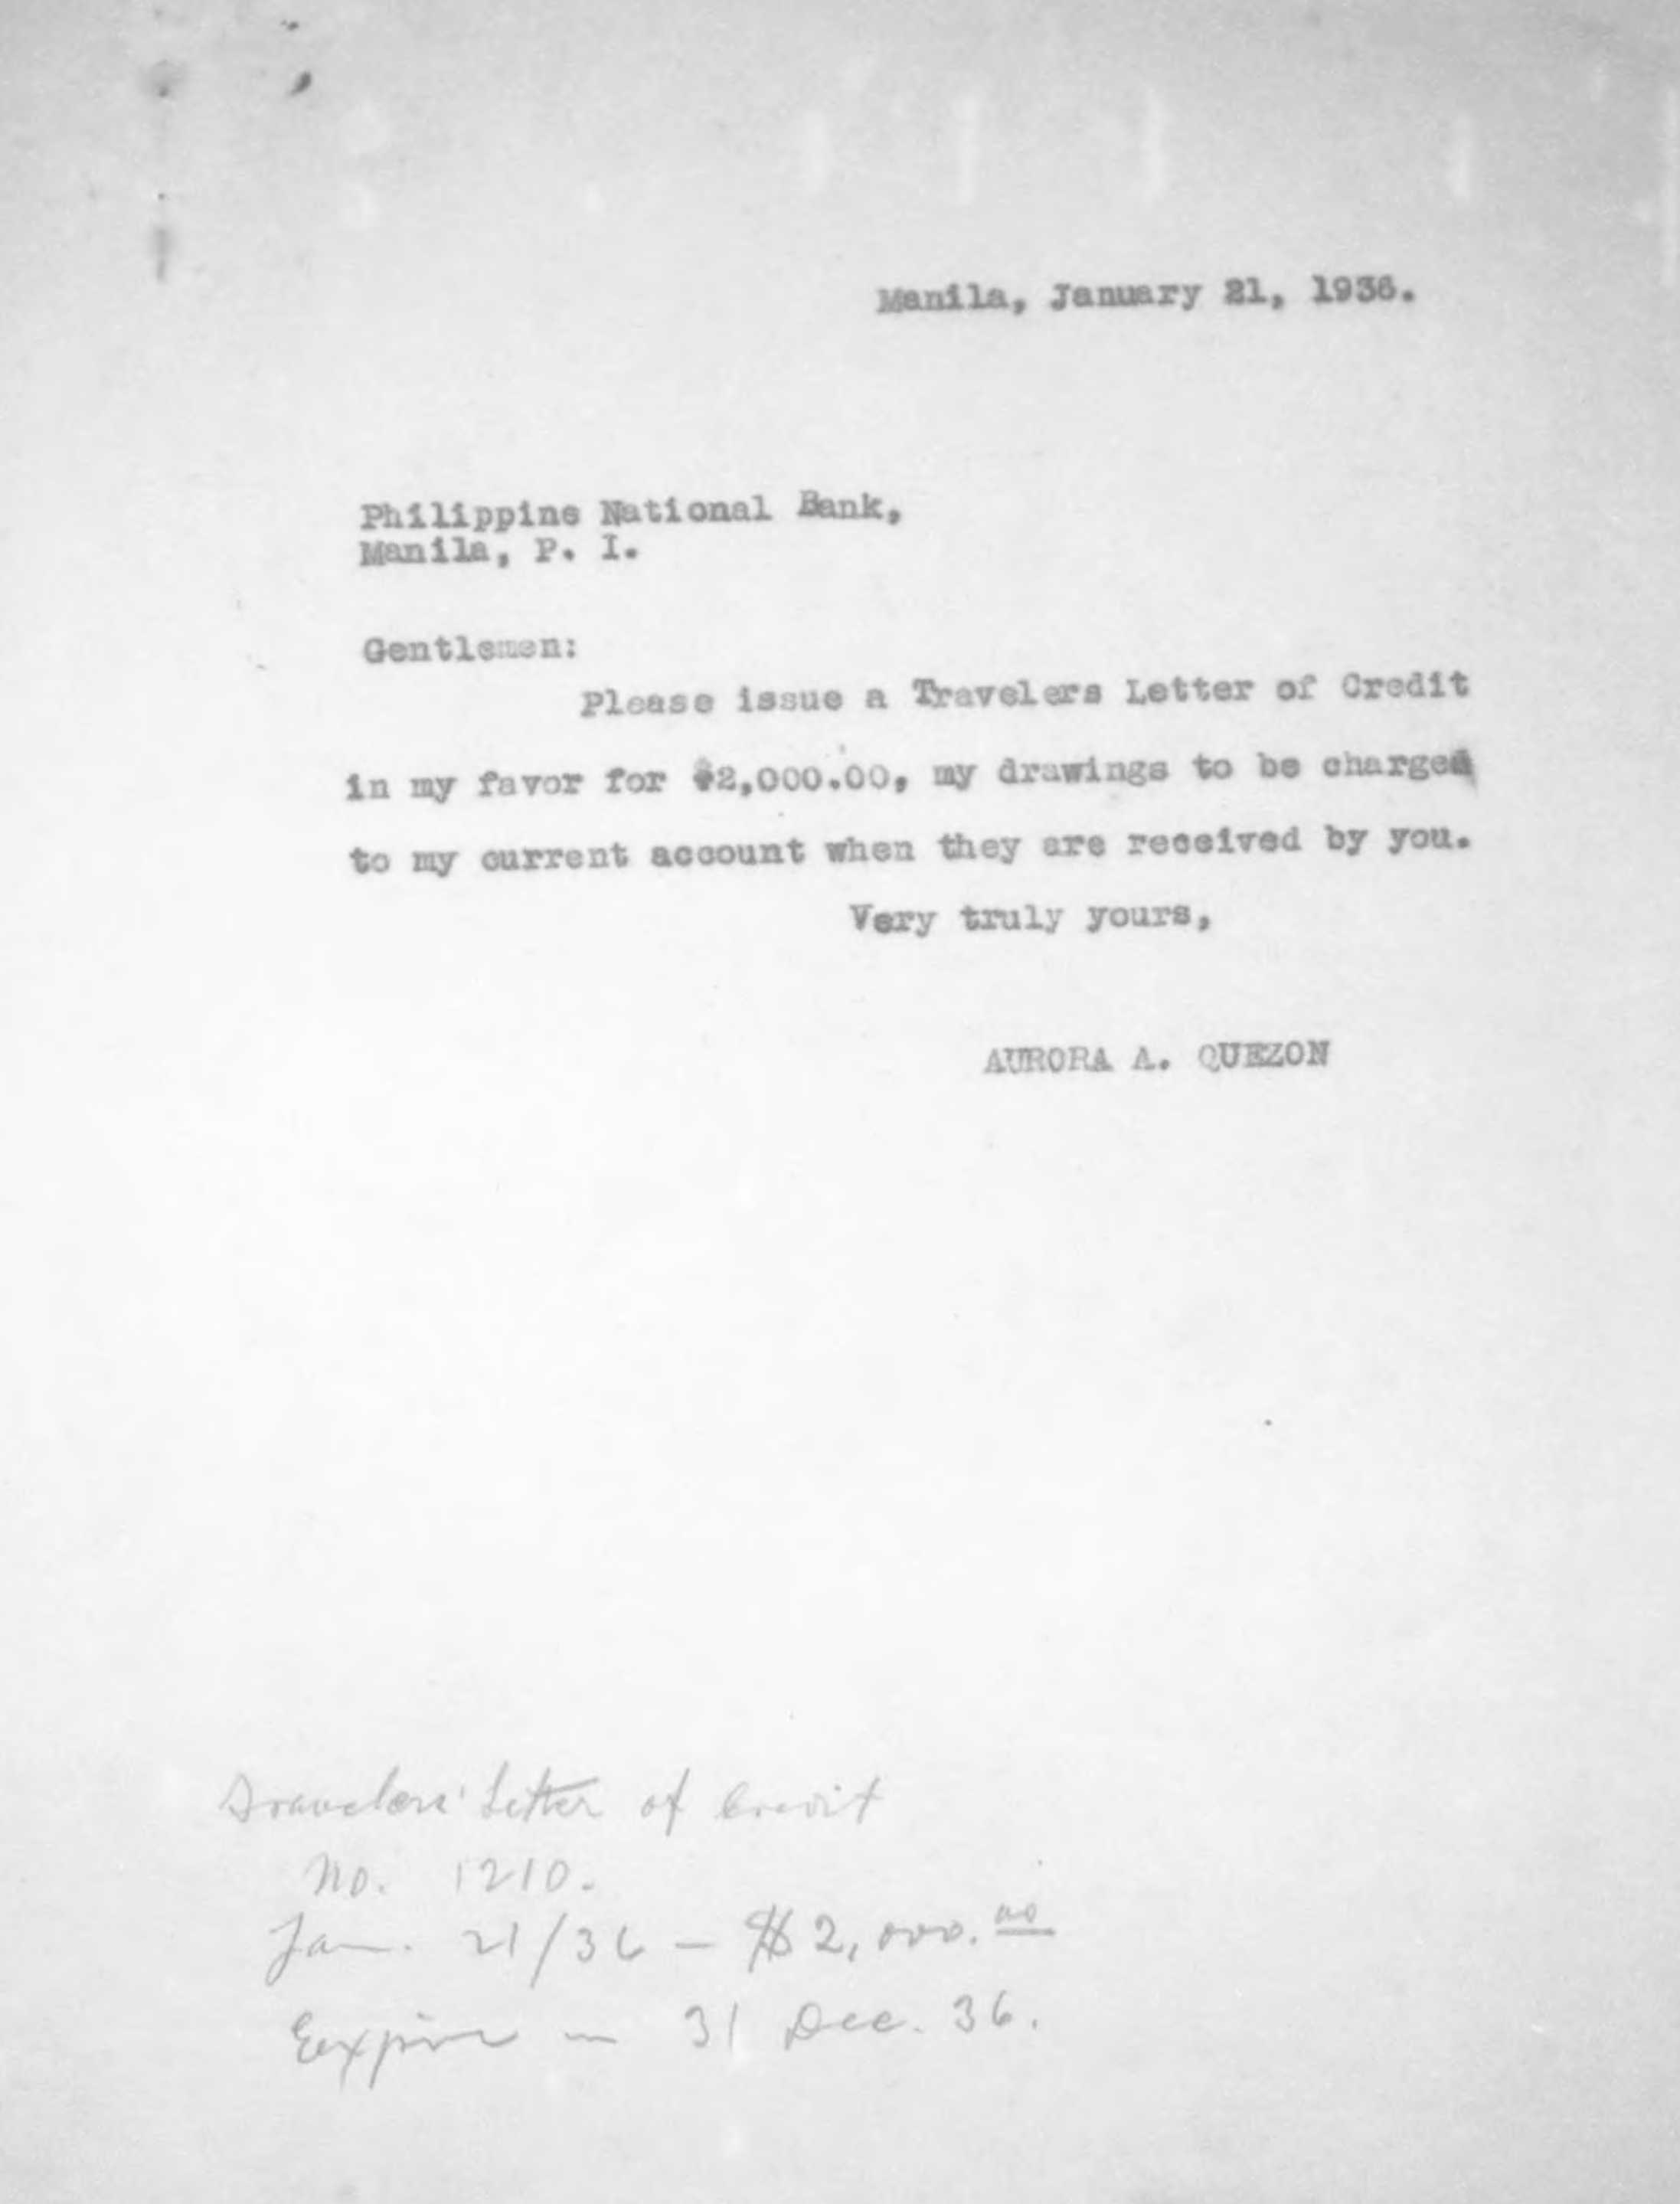 Manila, January 21, 1936.
Philippine National Bank,
Manila, P. I.
Gentlemen:
Please issue a Travelers Letter of Credit
in my favor for $2,000.00, my drawings to be charged
to my current account when they are received by you.
Very truly yours,
AURORA A. QUEZON
Travelers' Letter of Credit
No. 1210.
Jan. 21/36 — $2,000.00
Expire in 31 Dec. 36.